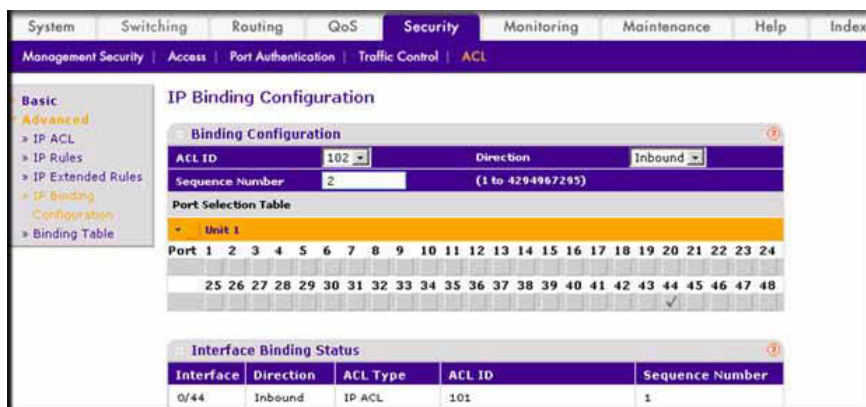 System Switching Routing QoS Security Monitoring Maintenance Help Index
Management Security | Access | Port Authentication | Traffic Control | ACL
Basic
Advanced
» IP ACL
» IP Rules
» IP Extended Rules
» IP Binding
Configuration
» Binding Table
IP Binding Configuration
Binding Configuration
ACL ID 102 Direction Inbound
Sequence Number 2 (1 to 4294967295)
Port Selection Table
Unit 1
Port 1 2 3 4 5 6 7 8 9 10 11 12 13 14 15 16 17 18 19 20 21 22 23 24
25 26 27 28 29 30 31 32 33 34 35 36 37 38 39 40 41 42 43 44 45 46 47 48
Interface Binding Status
Interface Direction ACL Type ACL ID Sequence Number
0/44 Inbound IP ACL 101 1